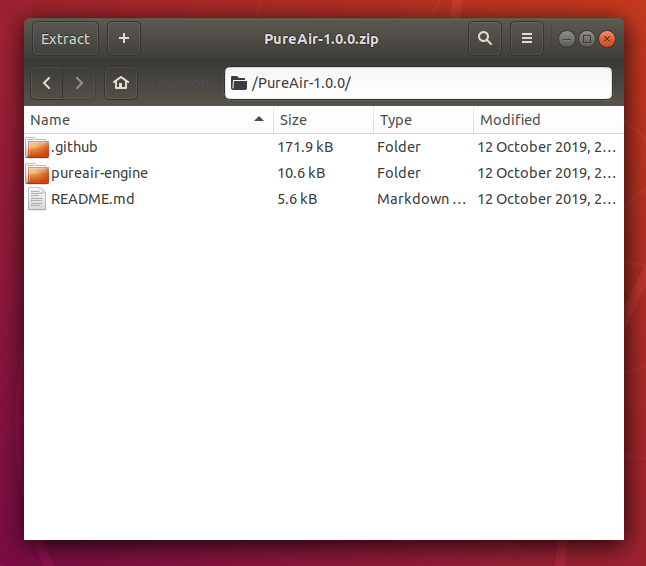 Extract + PureAir-1.0.0.zip
Location: /PureAir-1.0.0/
Name Size Type Modified
.github 171.9 kB Folder 12 October 2019, 2…
pureair-engine 10.6 kB Folder 12 October 2019, 2…
README.md 5.6 kB Markdown … 12 October 2019, 2…